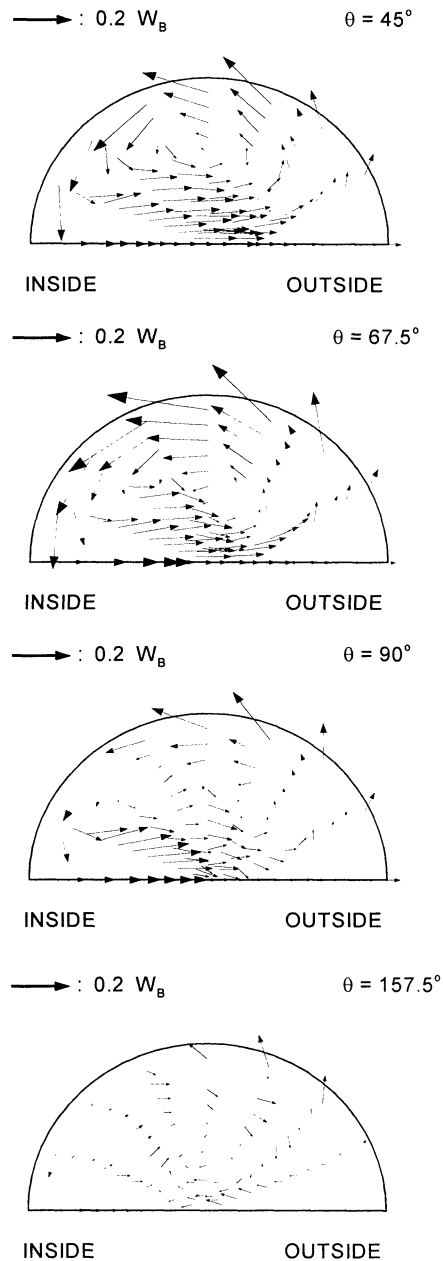 : 0.2 W_B θ = 45°
INSIDE OUTSIDE
: 0.2 W_B θ = 67.5°
INSIDE OUTSIDE
: 0.2 W_B θ = 90°
INSIDE OUTSIDE
: 0.2 W_B θ = 157.5°
INSIDE OUTSIDE